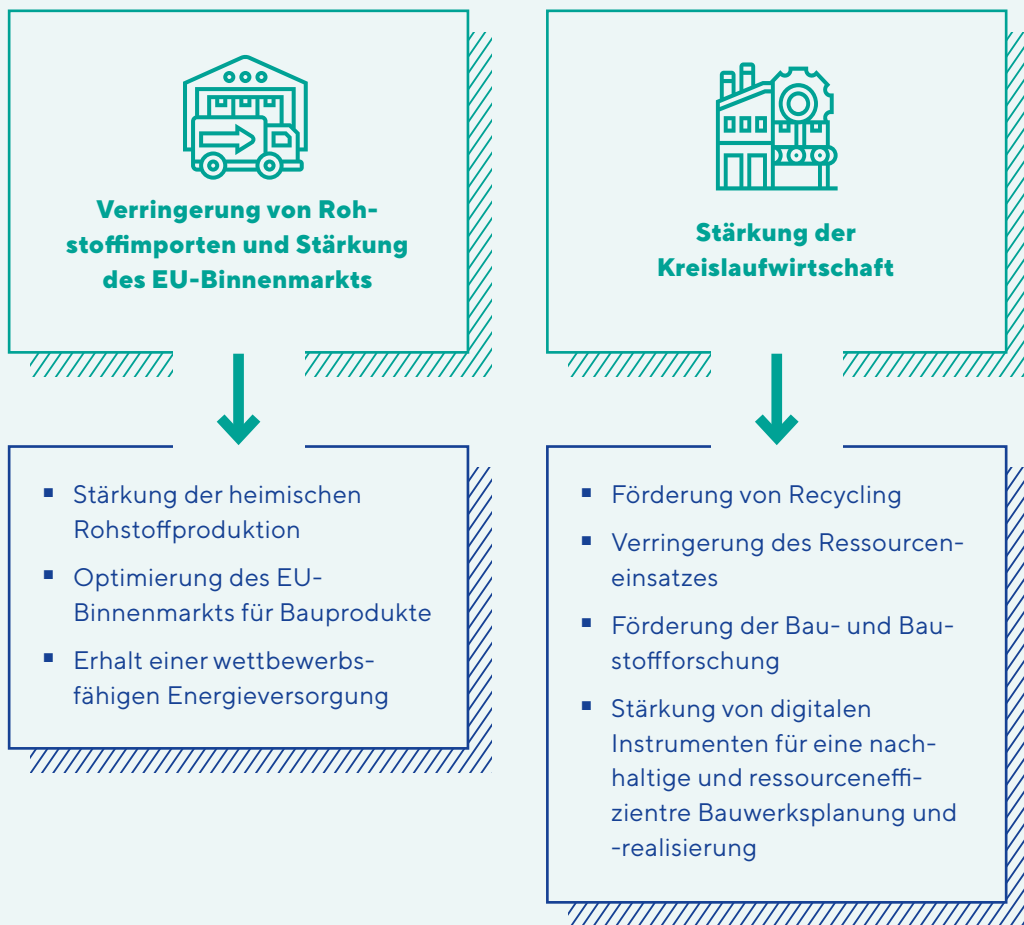 Verringerung von Roh-
stoffimporten und Stärkung
des EU-Binnenmarkts
Stärkung der heimischen
Rohstoffproduktion
Optimierung des EU-
Binnenmarkts für Bauprodukte
Erhalt einer wettbewerbs-
fähigen Energieversorgung
Stärkung der
Kreislaufwirtschaft
Förderung von Recycling
Verringerung des Ressourcen-
einsatzes
Förderung der Bau- und Bau-
stoffforschung
Stärkung von digitalen
Instrumenten für eine nach-
haltige und ressourceneffi-
zientre Bauwerksplanung und
-realisierung